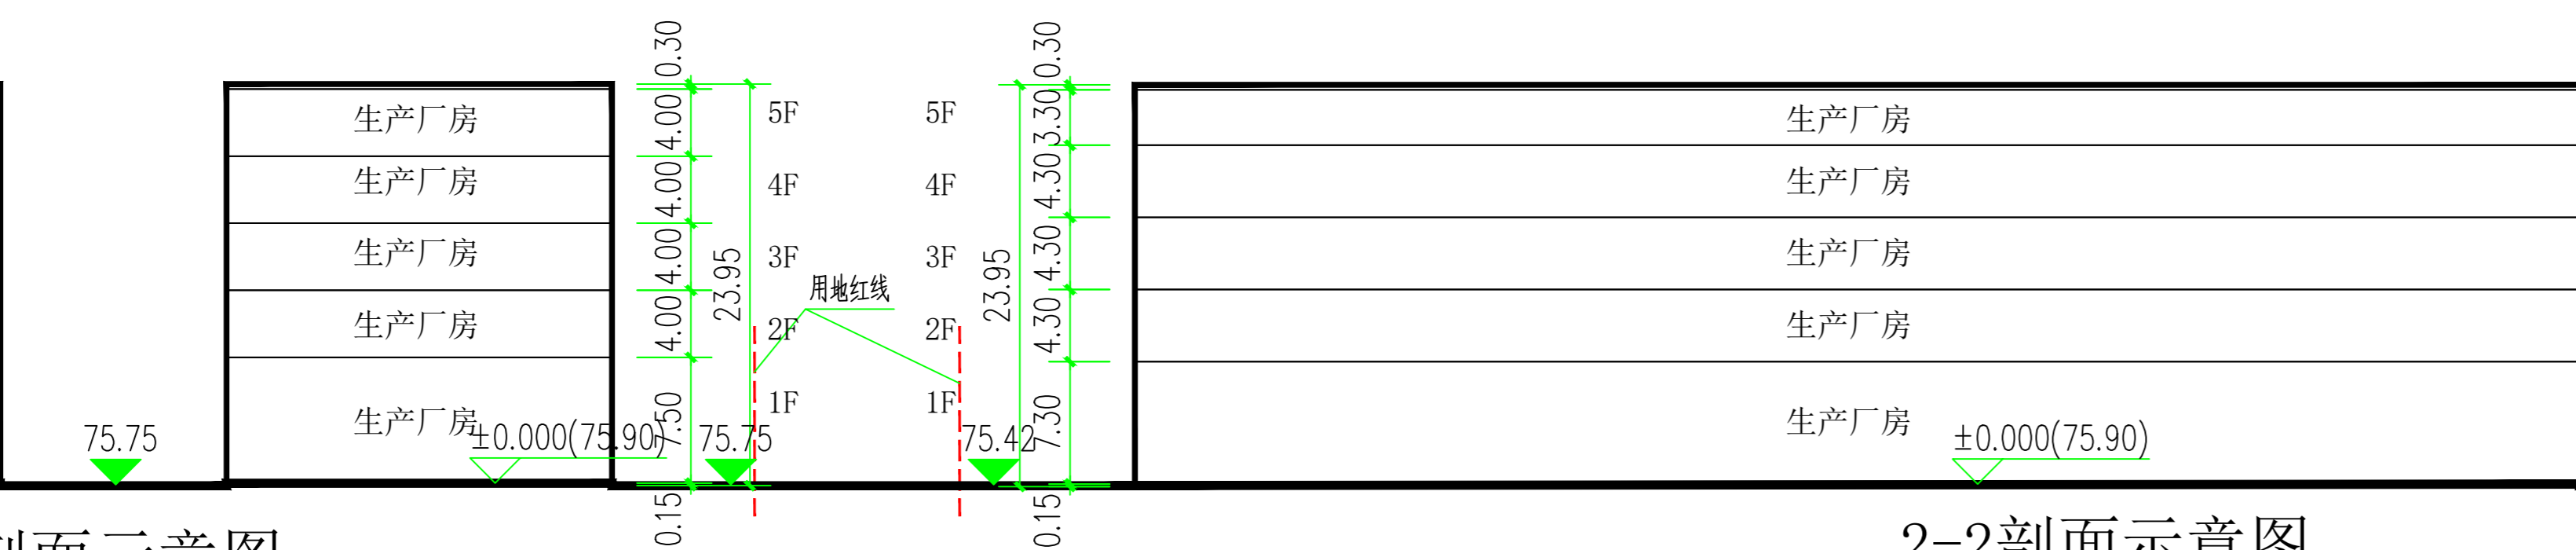 0.30
0.30
生产厂房
4.00
5F
5F
3.30
生产厂房
生产厂房
4.00
4F
4F
4.30
生产厂房
生产厂房
4.00
23.95
3F
3F
23.95
4.30
生产厂房
用地红线
生产厂房
4.00
2F
2F
4.30
生产厂房
75.75
生产厂房
±0.000(75.90)
7.50
75.75
1F
1F
75.42
7.30
生产厂房
±0.000(75.90)
0.15
0.15
剖面示意图
2-2剖面示意图